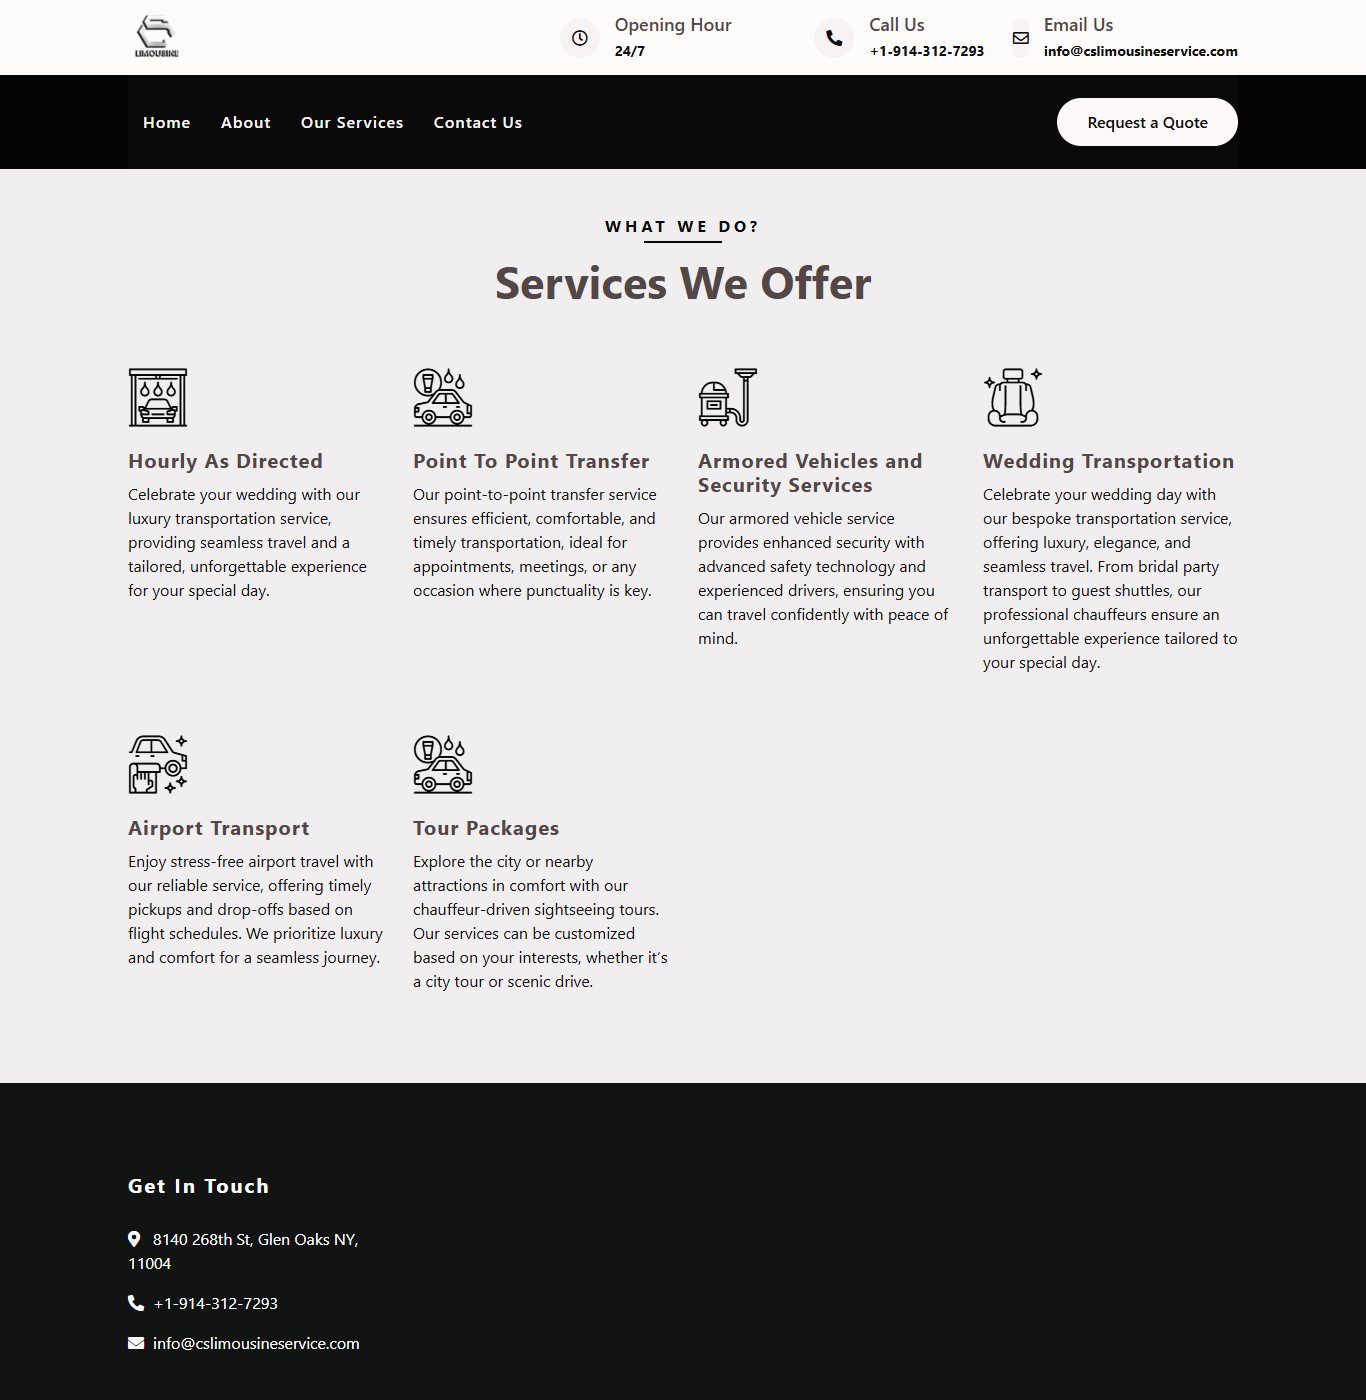 LIMOUSINE
Opening Hour
24/7
Call Us
+1-914-312-7293
Email Us
info@cslimousineservice.com
Home
About
Our Services
Contact Us
Request a Quote
WHAT WE DO?
Services We Offer
Hourly As Directed
Celebrate your wedding with our
luxury transportation service,
providing seamless travel and a
tailored, unforgettable experience
for your special day.
Point To Point Transfer
Our point-to-point transfer service
ensures efficient, comfortable, and
timely transportation, ideal for
appointments, meetings, or any
occasion where punctuality is key.
Armored Vehicles and
Security Services
Our armored vehicle service
provides enhanced security with
advanced safety technology and
experienced drivers, ensuring you
can travel confidently with peace of
mind.
Wedding Transportation
Celebrate your wedding day with
our bespoke transportation service,
offering luxury, elegance, and
seamless travel. From bridal party
transport to guest shuttles, our
professional chauffeurs ensure an
unforgettable experience tailored to
your special day.
Airport Transport
Enjoy stress-free airport travel with
our reliable service, offering timely
pickups and drop-offs based on
flight schedules. We prioritize luxury
and comfort for a seamless journey.
Tour Packages
Explore the city or nearby
attractions in comfort with our
chauffeur-driven sightseeing tours.
Our services can be customized
based on your interests, whether it's
a city tour or scenic drive.
Get In Touch
8140 268th St, Glen Oaks NY,
11004
+1-914-312-7293
info@cslimousineservice.com